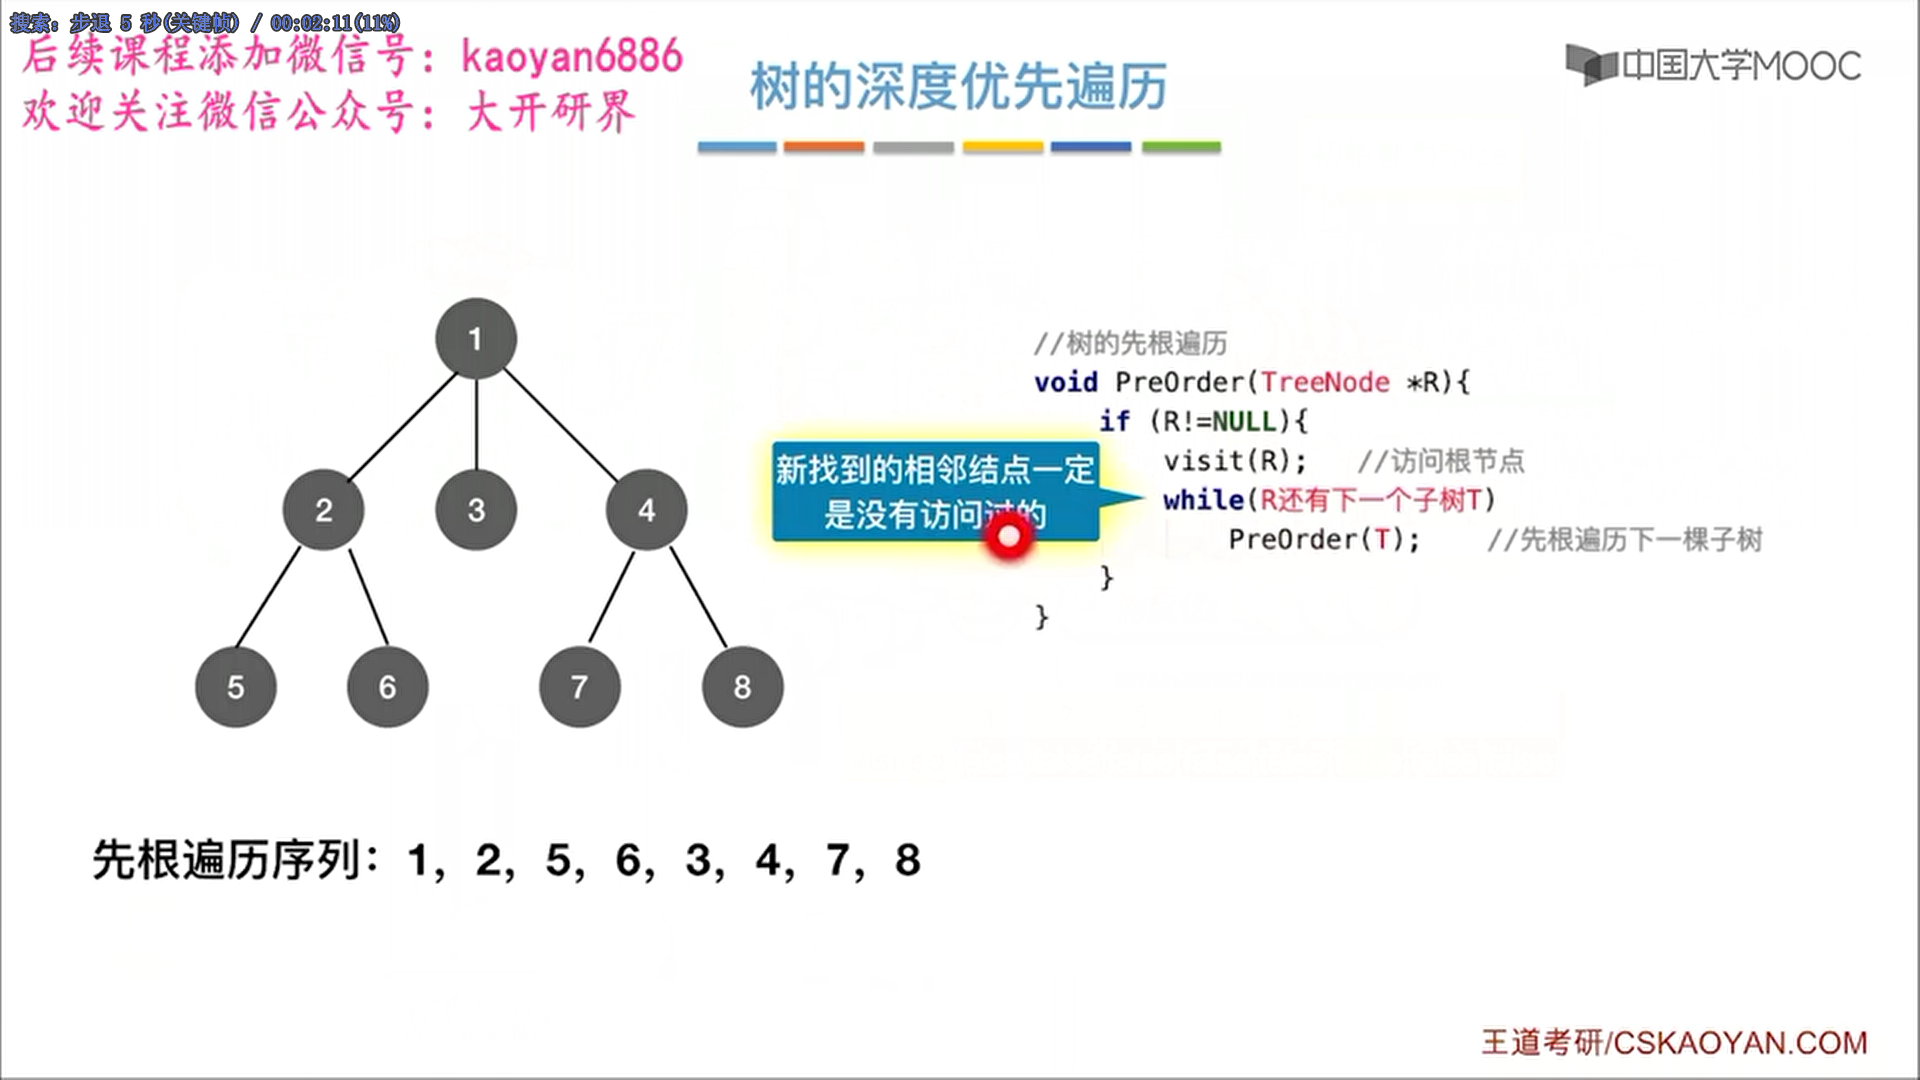 搜索: 步退 5 秒(关键帧) / 00:02:11(11%)
后续课程添加微信号：kaoyan6886
欢迎关注微信公众号：大开研界
树的深度优先遍历
中国大学MOOC
1
2
3
4
5
6
7
8
//树的先根遍历
void PreOrder(TreeNode *R){
if (R!=NULL){
visit(R); //访问根节点
while(R还有下一个子树T)
PreOrder(T); //先根遍历下一棵子树
}
}
新找到的相邻结点一定
是没有访问过的
先根遍历序列：1, 2, 5, 6, 3, 4, 7, 8
王道考研/CSKAOYAN.COM